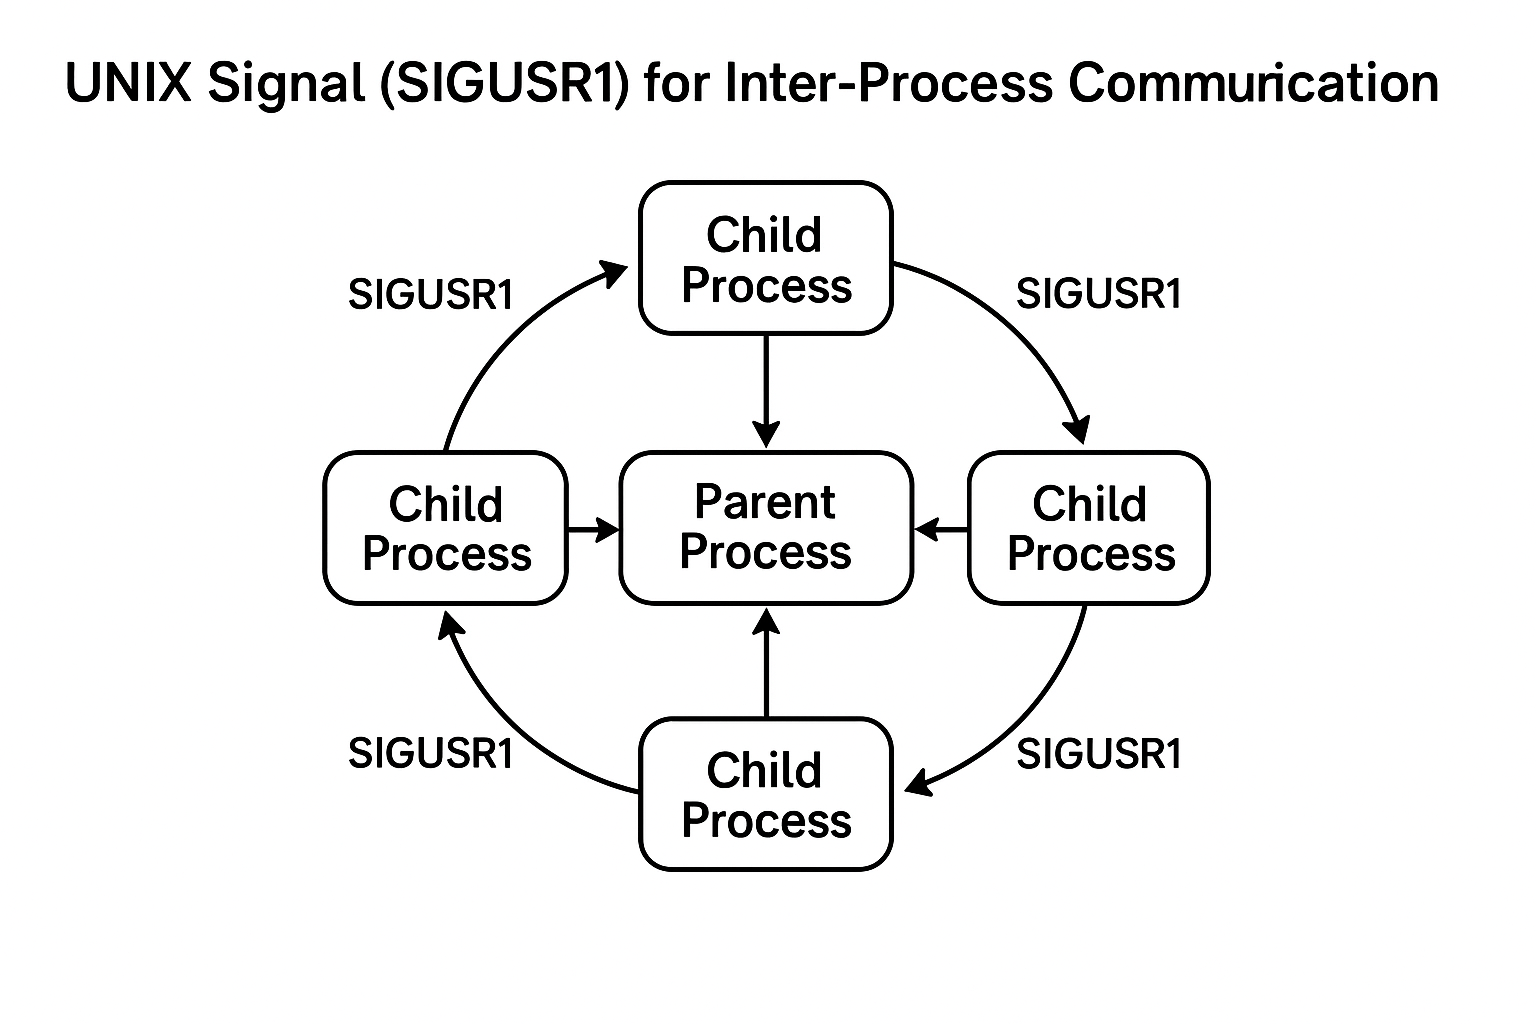 UNIX Signal (SIGUSR1) for Inter-Process Communication
Child
Process
SIGUSR1
SIGUSR1
Child
Process
Parent
Process
Child
Process
SIGUSR1
SIGUSR1
Child
Process